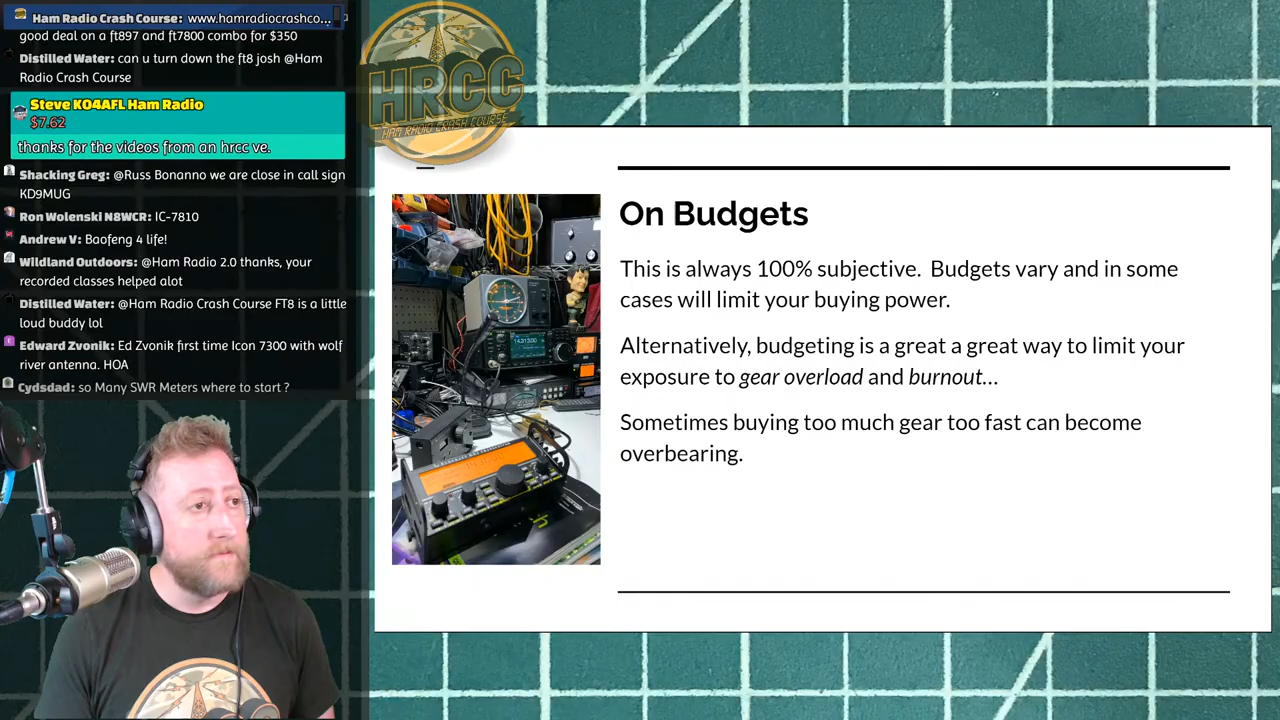 Ham Radio Crash Course: www.hamradiocrashco...
good deal on a ft897 and ft7800 combo for $350
Distilled Water: can u turn down the ft8 josh @Ham
Radio Crash Course
Steve KO4AFL Ham Radio
$7.62
thanks for the videos from an hrcc ve.
Shacking Greg: @Russ Bonanno we are close in call sign
KD9MUG
Ron Wolenski N8WCR: IC-7810
Andrew V: Baofeng 4 life!
Wildland Outdoors: @Ham Radio 2.0 thanks, your
recorded classes helped alot
Distilled Water: @Ham Radio Crash Course FT8 is a little
loud buddy lol
Edward Zvonik: Ed Zvonik first time Icon 7300 with wolf
river antenna. HOA
Cydsdad: so Many SWR Meters where to start ?
HRCC
HAM RADIO CRASH COURSE
On Budgets
This is always 100% subjective.  Budgets vary and in some
cases will limit your buying power.
Alternatively, budgeting is a great a great way to limit your
exposure to gear overload and burnout...
Sometimes buying too much gear too fast can become
overbearing.